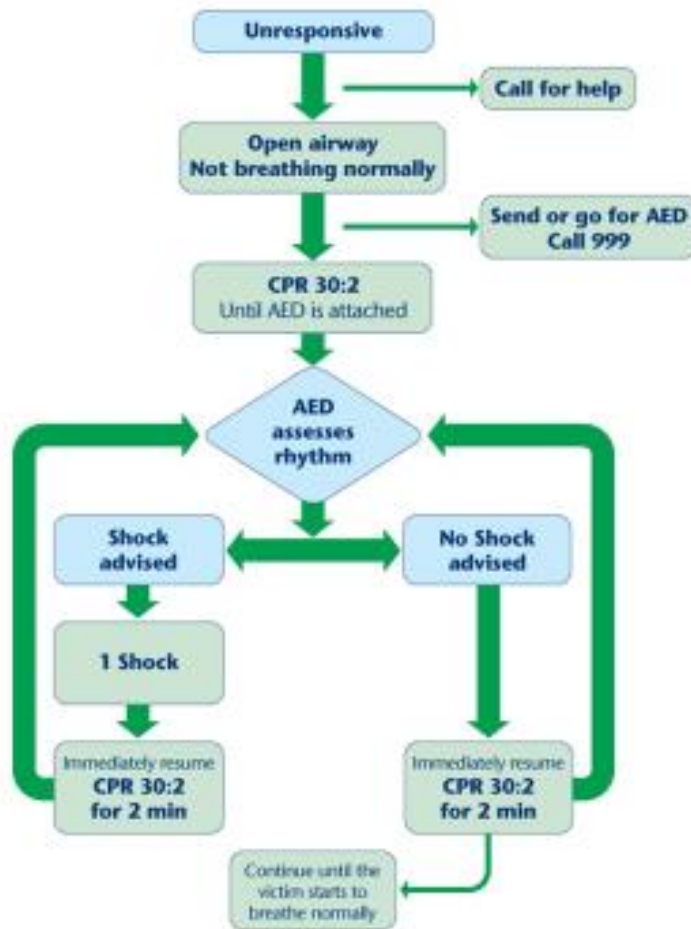 Unresponsive
Call for help
Open airway
Not breathing normally
Send or go for AED
Call 999
CPR 30:2
Until AED is attached
AED
assesses
rhythm
Shock
advised
No Shock
advised
1 Shock
Immediately resume
CPR 30:2
for 2 min
Immediately resume
CPR 30:2
for 2 min
Continue until the
victim starts to
breathe normally